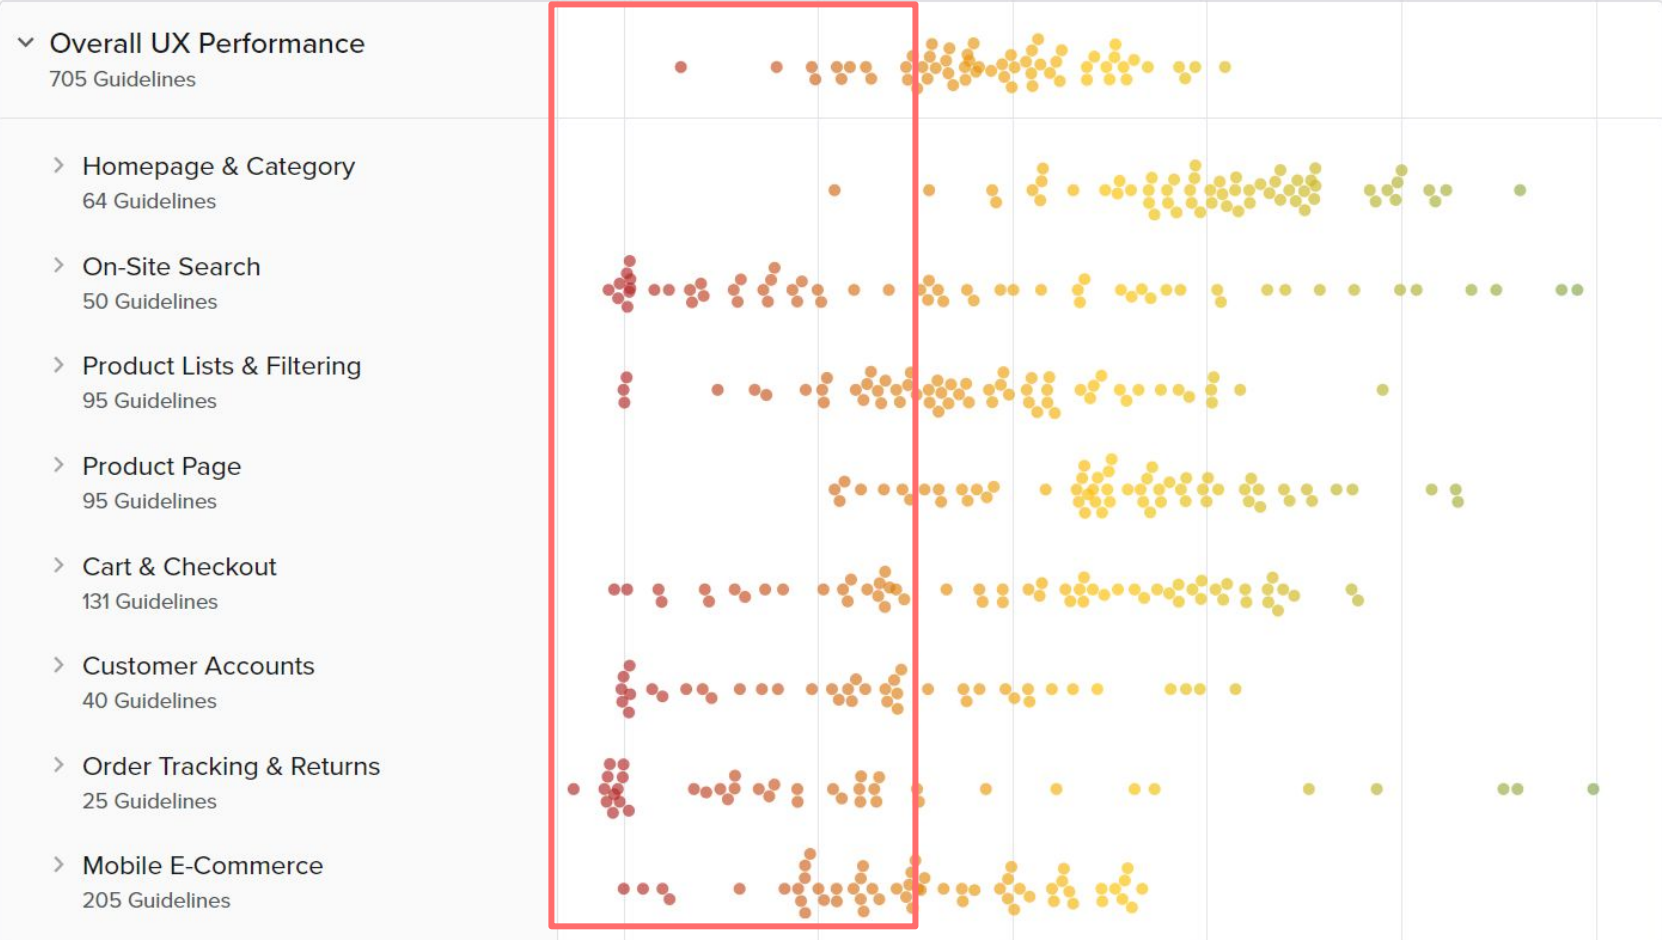 Overall UX Performance
705 Guidelines
Homepage & Category
64 Guidelines
On-Site Search
50 Guidelines
Product Lists & Filtering
95 Guidelines
Product Page
95 Guidelines
Cart & Checkout
131 Guidelines
Customer Accounts
40 Guidelines
Order Tracking & Returns
25 Guidelines
Mobile E-Commerce
205 Guidelines